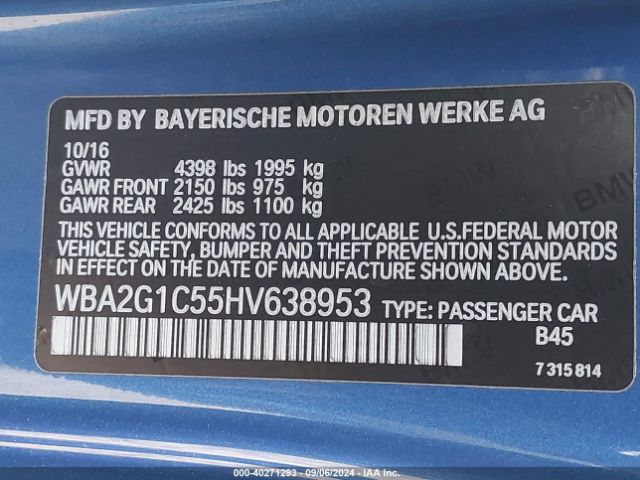 MFD BY BAYERISCHE MOTOREN WERKE AG
10/16
GVWR 4398 lbs 1995 kg
GAWR FRONT 2150 lbs 975 kg
GAWR REAR 2425 lbs 1100 kg
THIS VEHICLE CONFORMS TO ALL APPLICABLE U.S.FEDERAL MOTOR
VEHICLE SAFETY, BUMPER AND THEFT PREVENTION STANDARDS
IN EFFECT ON THE DATE OF MANUFACTURE SHOWN ABOVE.
WBA2G1C55HV638953 TYPE: PASSENGER CAR
B45
7 315 814
000-40271293 - 09/06/2024 - IAA Inc.